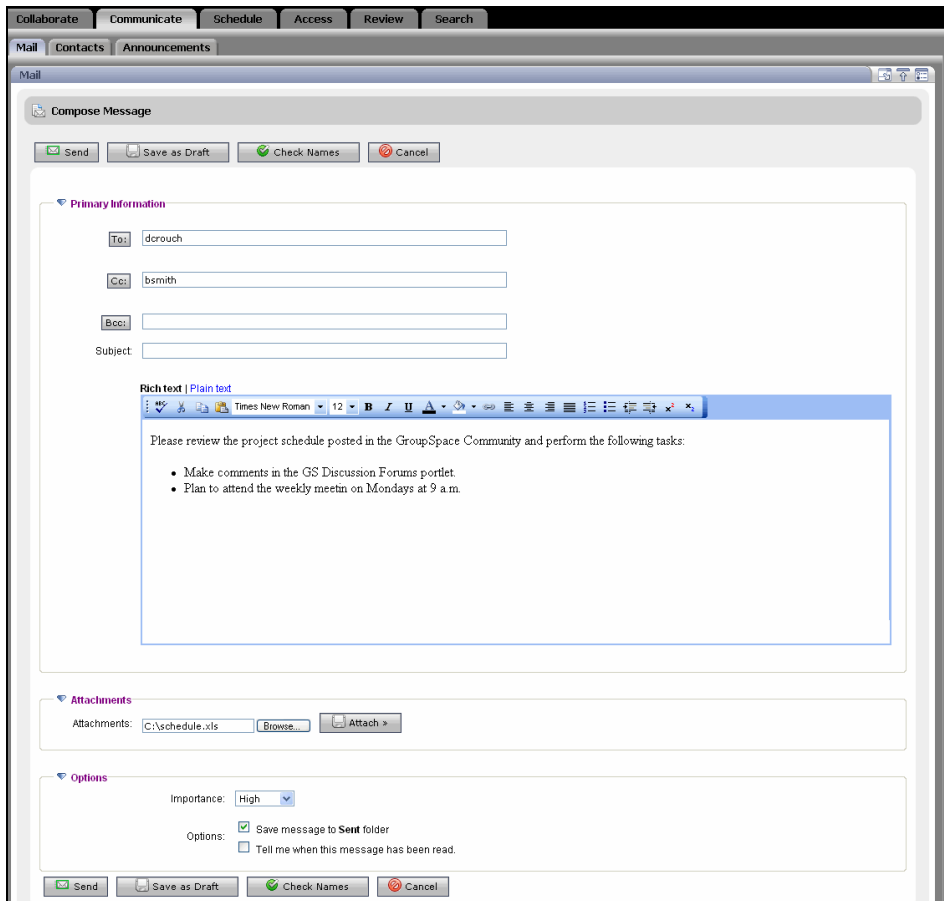 Collaborate Communicate Schedule Access Review Search
Mail Contacts Announcements
Mail
Compose Message
Send Save as Draft Check Names Cancel
Primary Information
To: dcrouch
Cc: bsmith
Bcc:
Subject:
Rich text | Plain text
ABC Times New Roman 12 B I U A x² x₂
Please review the project schedule posted in the GroupSpace Community and perform the following tasks:
• Make comments in the GS Discussion Forums portlet.
• Plan to attend the weekly meetin on Mondays at 9 a.m.
Attachments
Attachments: C:\schedule.xls Browse... Attach »
Options
Importance: High
Options: Save message to Sent folder
Tell me when this message has been read.
Send Save as Draft Check Names Cancel